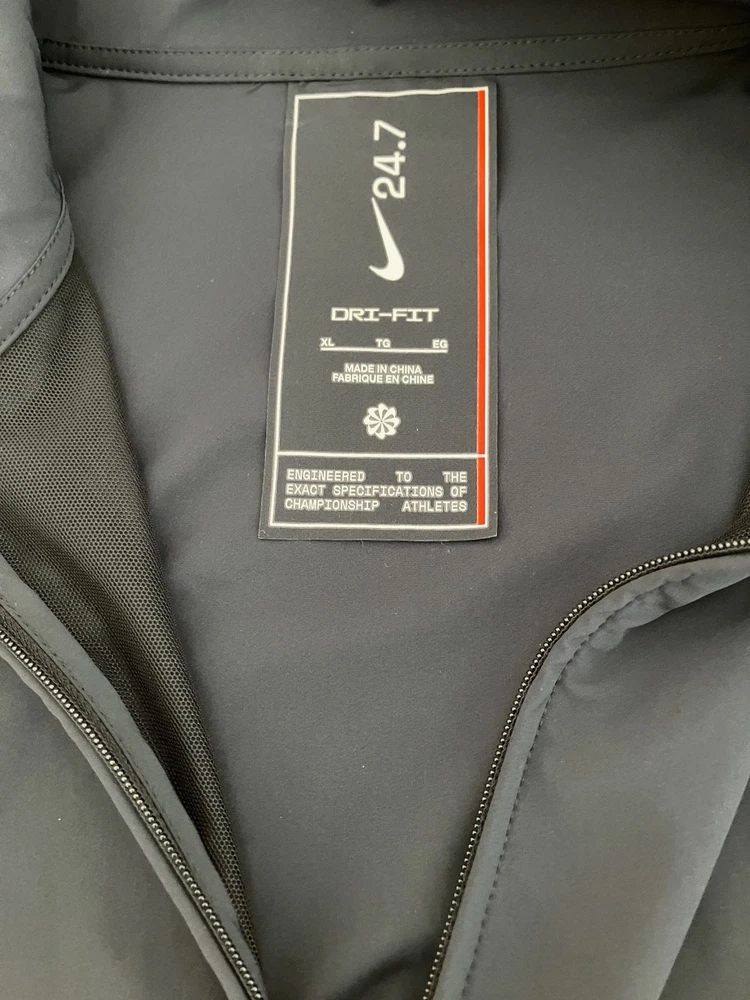 24.7
DRI-FIT
XL TG EG
MADE IN CHINA
FABRIQUE EN CHINE
ENGINEERED TO THE
EXACT SPECIFICATIONS OF
CHAMPIONSHIP ATHLETES